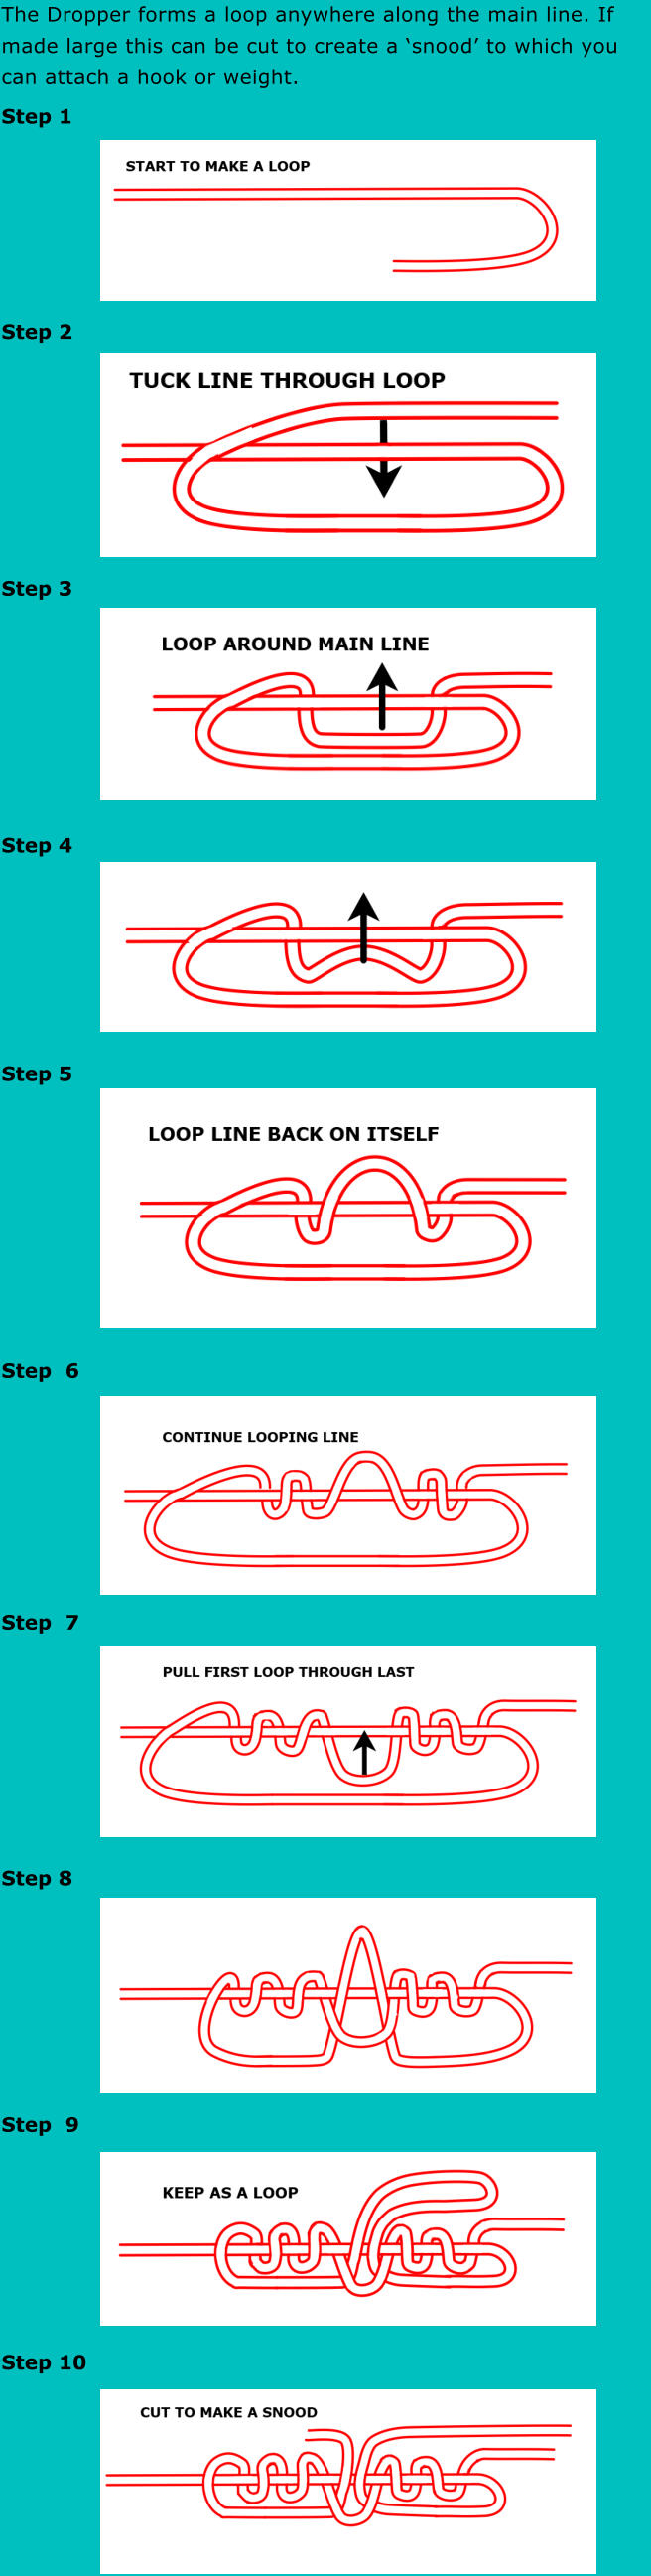 The Dropper forms a loop anywhere along the main line. If
made large this can be cut to create a ‘snood’ to which you
can attach a hook or weight.
Step 1
START TO MAKE A LOOP
Step 2
TUCK LINE THROUGH LOOP
Step 3
LOOP AROUND MAIN LINE
Step 4
Step 5
LOOP LINE BACK ON ITSELF
Step 6
CONTINUE LOOPING LINE
Step 7
PULL FIRST LOOP THROUGH LAST
Step 8
Step 9
KEEP AS A LOOP
Step 10
CUT TO MAKE A SNOOD